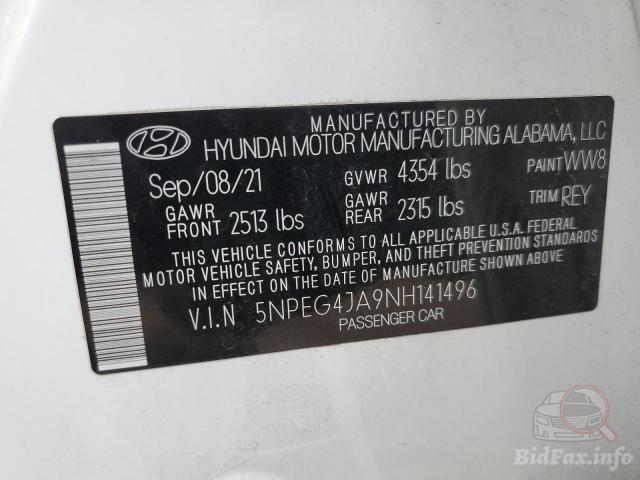 MANUFACTURED BY
HYUNDAI MOTOR MANUFACTURING ALABAMA, LLC
Sep/08/21 GVWR 4354 lbs PAINT WW8
GAWR FRONT 2513 lbs GAWR REAR 2315 lbs TRIM REY
THIS VEHICLE CONFORMS TO ALL APPLICABLE U.S.A. FEDERAL
MOTOR VEHICLE SAFETY, BUMPER, AND THEFT PREVENTION STANDARDS
IN EFFECT ON THE DATE OF MANUFACTURE SHOWN ABOVE
V.I.N 5NPEG4JA9NH141496
PASSENGER CAR
BidFax.info